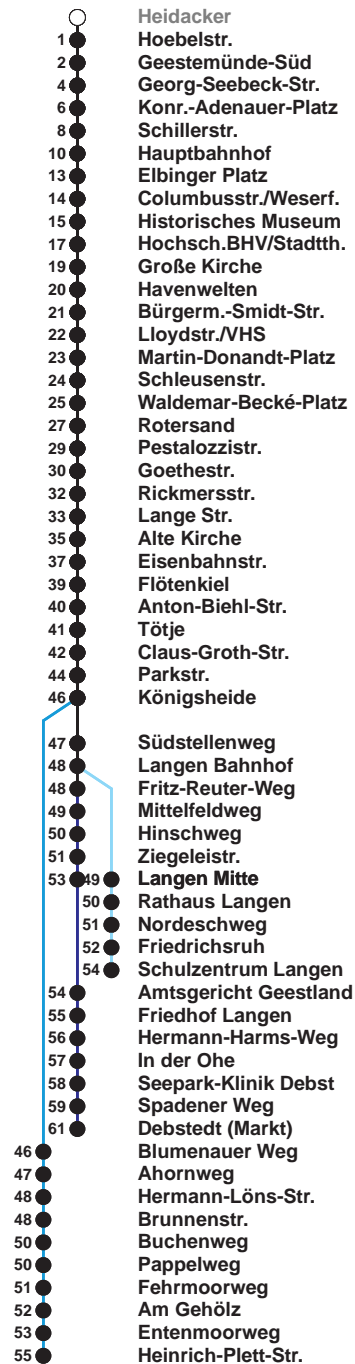 Heidacker
1 Hoebelstr.
2 Geestemünde-Süd
4 Georg-Seebeck-Str.
6 Konr.-Adenauer-Platz
8 Schillerstr.
10 Hauptbahnhof
13 Elbinger Platz
14 Columbusstr./Weserf.
15 Historisches Museum
17 Hochsch.BHV/Stadtth.
19 Große Kirche
20 Havenwelten
21 Bürgerm.-Smidt-Str.
22 Lloydstr./VHS
23 Martin-Donandt-Platz
24 Schleusenstr.
25 Waldemar-Becké-Platz
27 Rotersand
29 Pestalozzistr.
30 Goethestr.
32 Rickmersstr.
33 Lange Str.
35 Alte Kirche
37 Eisenbahnstr.
39 Flötenkiel
40 Anton-Biehl-Str.
41 Tötje
42 Claus-Groth-Str.
44 Parkstr.
46 Königsheide
47 Südstellenweg
48 Langen Bahnhof
48 Fritz-Reuter-Weg
49 Mittelfeldweg
50 Hinschweg
51 Ziegeleistr.
53 49 Langen Mitte
50 Rathaus Langen
51 Nordeschweg
52 Friedrichsruh
54 Schulzentrum Langen
54 Amtsgericht Geestland
55 Friedhof Langen
56 Hermann-Harms-Weg
57 In der Ohe
58 Seepark-Klinik Debst
59 Spadener Weg
61 Debstedt (Markt)
46 Blumenauer Weg
47 Ahornweg
48 Hermann-Löns-Str.
48 Brunnenstr.
50 Buchenweg
50 Pappelweg
51 Fehrmoorweg
52 Am Gehölz
53 Entenmoorweg
55 Heinrich-Plett-Str.